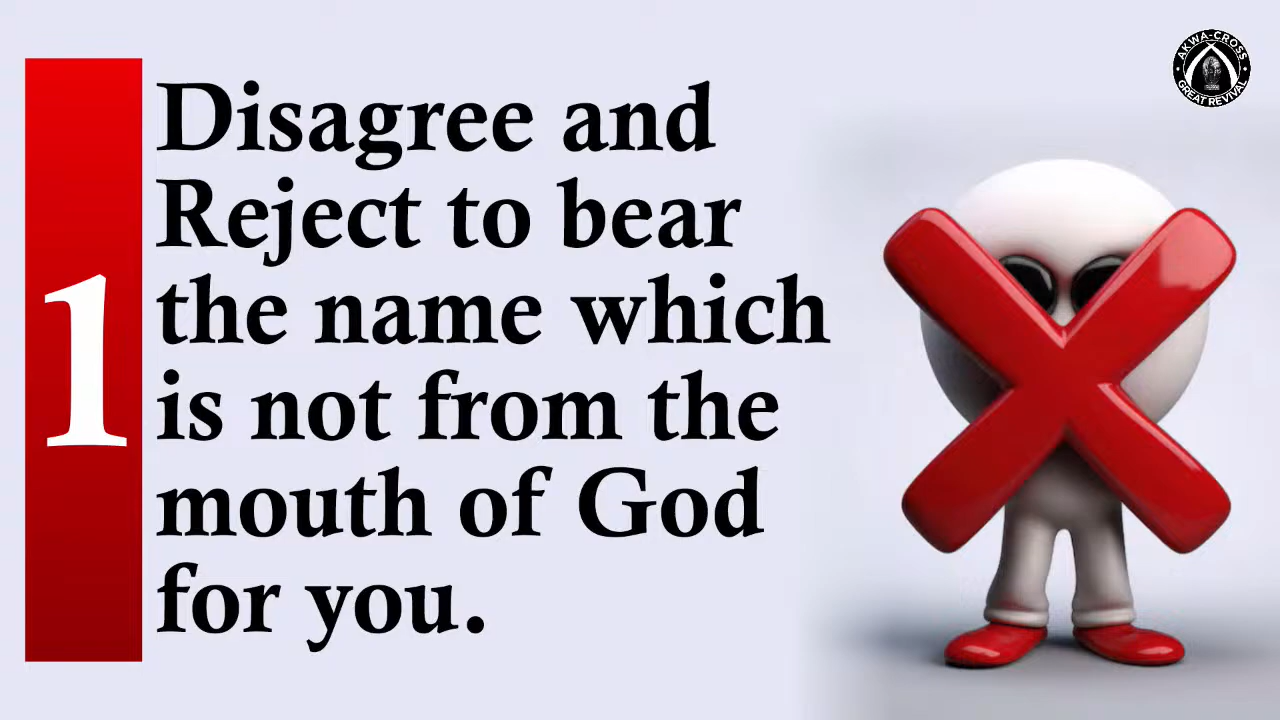 AKWA-CROSS
GREAT REVIVAL
1
Disagree and
Reject to bear
the name which
is not from the
mouth of God
for you.